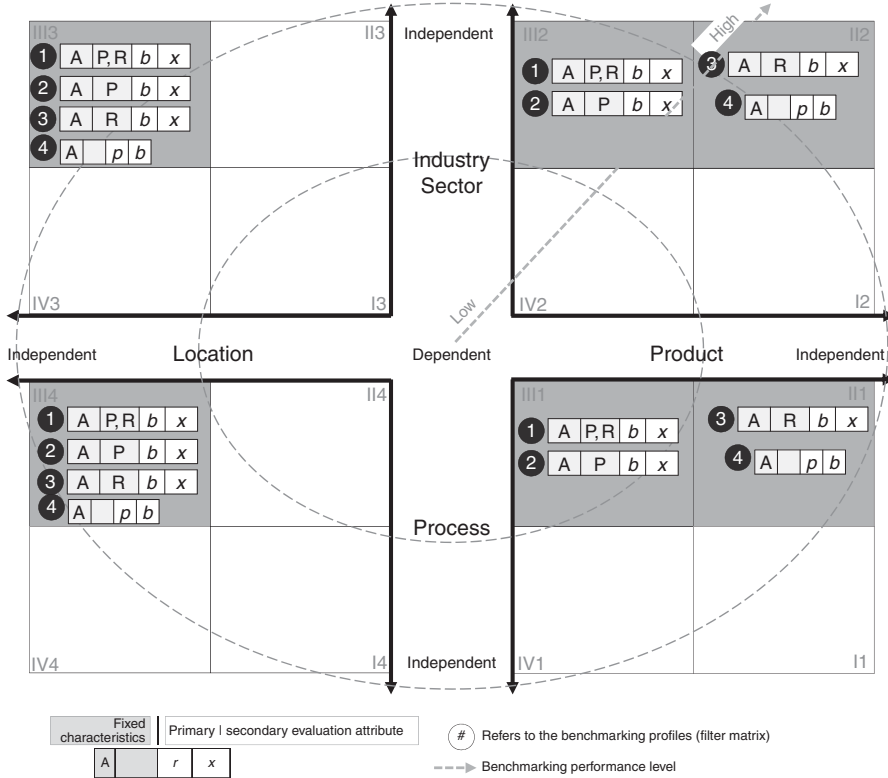 III3
II3
1 A P,R b x
2 A P b x
3 A R b x
4 A p b
IV3
I3
Independent
Industry
Sector
III2
II2
1 A P,R b x
2 A P b x
High
3 A R b x
4 A p b
Low
IV2
I2
Independent
Location
Dependent
Product
Independent
III4
II4
1 A P,R b x
2 A P b x
3 A R b x
4 A p b
IV4
I4
Process
Independent
III1
II1
1 A P,R b x
2 A P b x
3 A R b x
4 A p b
IV1
I1
Fixed
characteristics
Primary | secondary evaluation attribute
A r x
# Refers to the benchmarking profiles (filter matrix)
Benchmarking performance level